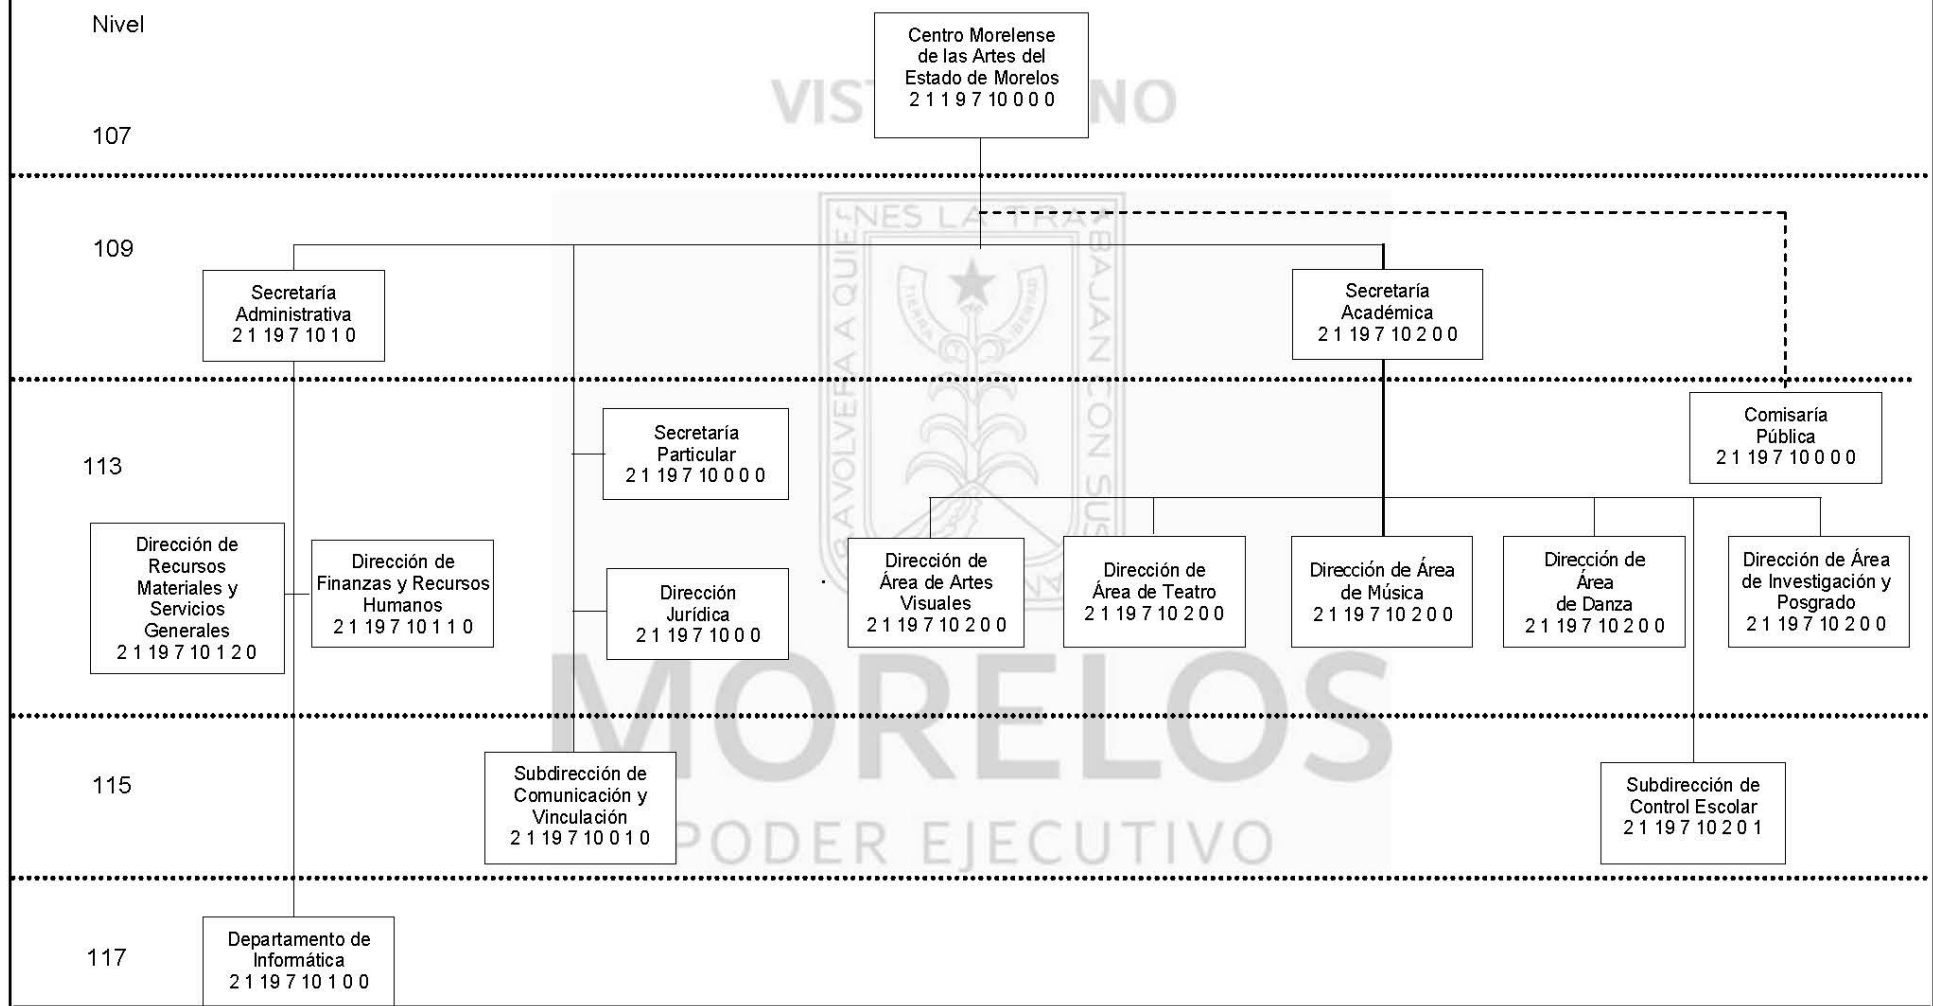 Nivel
Centro Morelense
de las Artes del
Estado de Morelos
2 1 1 9 7 10 0 0 0
VIS
NO
107
109
Secretaría
Administrativa
2 1 19 7 10 1 0
Secretaría
Académica
2 1 19 7 10 2 0 0
Comisaría
Pública
2 1 19 7 10 0 0 0
113
Secretaría
Particular
2 1 19 7 10 0 0 0
Dirección de
Recursos
Materiales y
Servicios
Generales
2 1 19 7 10 1 2 0
Dirección de
Finanzas y Recursos
Humanos
2 1 19 7 10 1 1 0
Dirección
Jurídica
2 1 19 7 10 0 0
Dirección de
Área de Artes
Visuales
2 1 19 7 10 2 0 0
Dirección de
Área de Teatro
2 1 19 7 10 2 0 0
Dirección de Área
de Música
2 1 19 7 10 2 0 0
Dirección de
Área
de Danza
2 1 19 7 10 2 0 0
Dirección de Área
de Investigación y
Posgrado
2 1 19 7 10 2 0 0
TIERRA
LIBERTAD
MORELOS
115
Subdirección de
Comunicación y
Vinculación
2 1 19 7 10 0 1 0
Subdirección de
Control Escolar
2 1 19 7 10 2 0 1
PODER EJECUTIVO
117
Departamento de
Informática
2 1 19 7 10 1 0 0